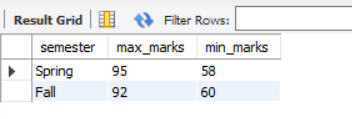 Result Grid Filter Rows:
semester max_marks min_marks
Spring 95 58
Fall 92 60